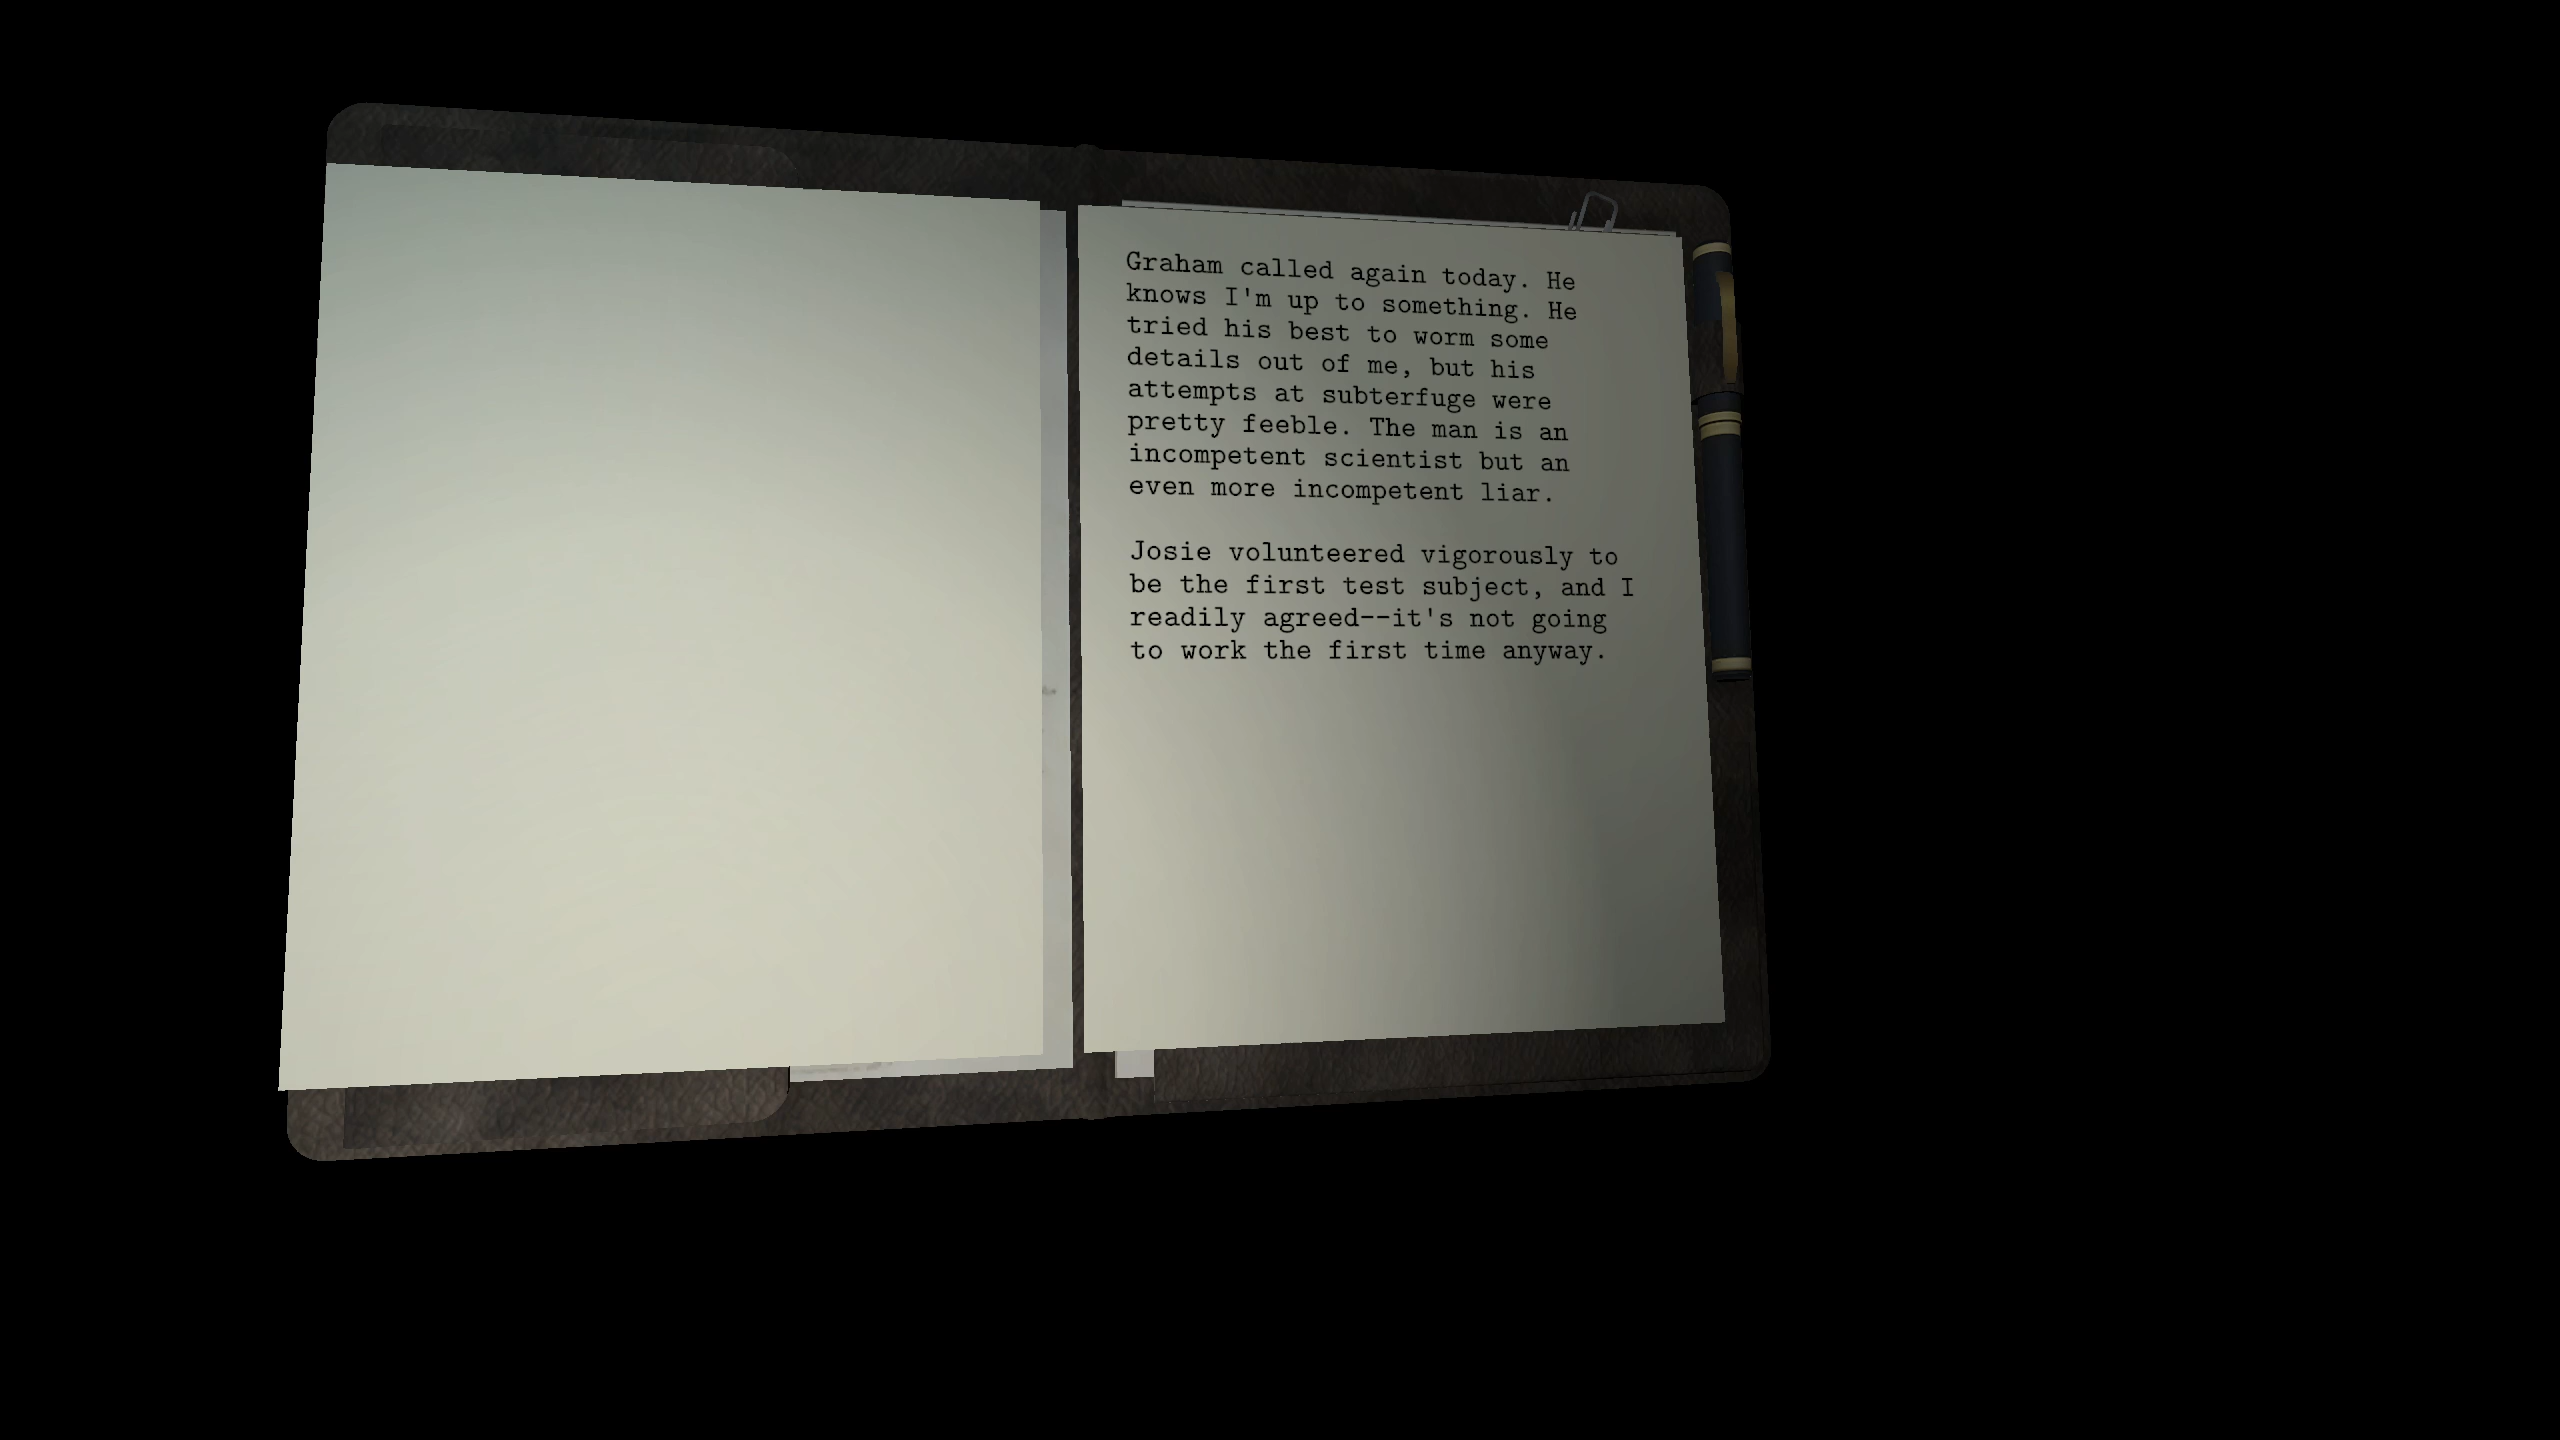 Graham called again today. He
knows I'm up to something. He
tried his best to worm some
details out of me, but his
attempts at subterfuge were
pretty feeble. The man is an
incompetent scientist but an
even more incompetent liar.

Josie volunteered vigorously to
be the first test subject, and I
readily agreed--it's not going
to work the first time anyway.